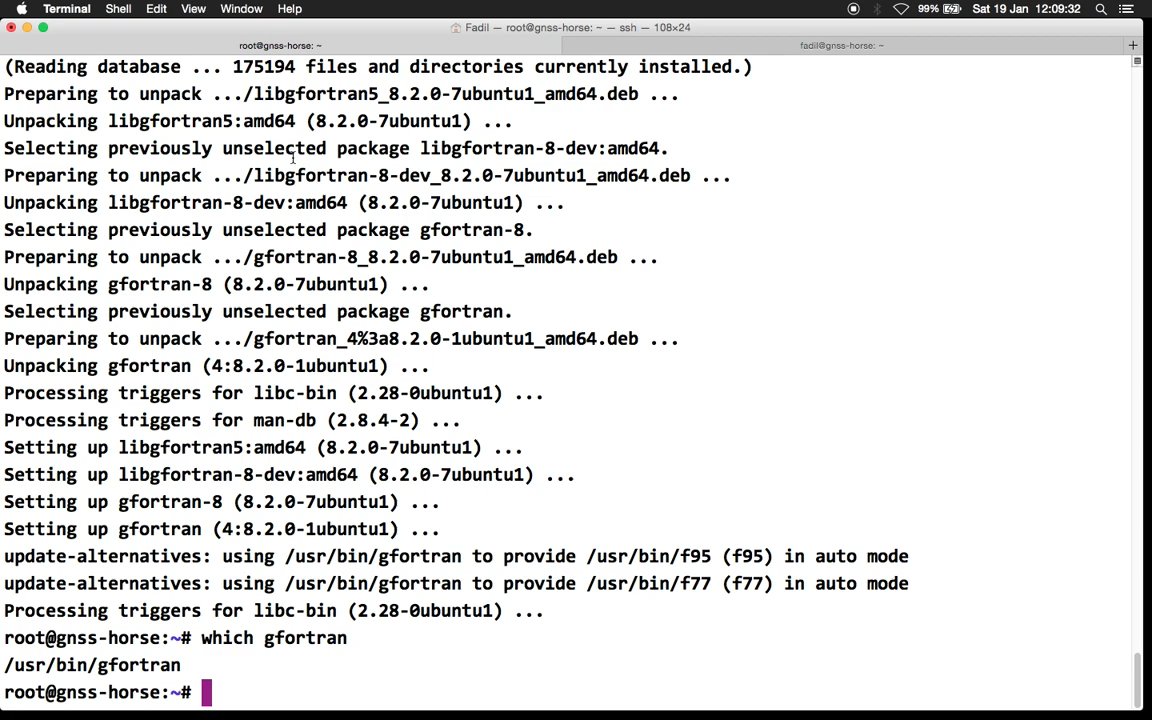 Terminal Shell Edit View Window Help 99% Sat 19 Jan 12:09:32
Fadil — root@gnss-horse: ~ — ssh — 108×24
root@gnss-horse: ~ fadil@gnss-horse: ~ +
(Reading database ... 175194 files and directories currently installed.)
Preparing to unpack .../libgfortran5_8.2.0-7ubuntu1_amd64.deb ...
Unpacking libgfortran5:amd64 (8.2.0-7ubuntu1) ...
Selecting previously unselected package libgfortran-8-dev:amd64.
Preparing to unpack .../libgfortran-8-dev_8.2.0-7ubuntu1_amd64.deb ...
Unpacking libgfortran-8-dev:amd64 (8.2.0-7ubuntu1) ...
Selecting previously unselected package gfortran-8.
Preparing to unpack .../gfortran-8_8.2.0-7ubuntu1_amd64.deb ...
Unpacking gfortran-8 (8.2.0-7ubuntu1) ...
Selecting previously unselected package gfortran.
Preparing to unpack .../gfortran_4%3a8.2.0-1ubuntu1_amd64.deb ...
Unpacking gfortran (4:8.2.0-1ubuntu1) ...
Processing triggers for libc-bin (2.28-0ubuntu1) ...
Processing triggers for man-db (2.8.4-2) ...
Setting up libgfortran5:amd64 (8.2.0-7ubuntu1) ...
Setting up libgfortran-8-dev:amd64 (8.2.0-7ubuntu1) ...
Setting up gfortran-8 (8.2.0-7ubuntu1) ...
Setting up gfortran (4:8.2.0-1ubuntu1) ...
update-alternatives: using /usr/bin/gfortran to provide /usr/bin/f95 (f95) in auto mode
update-alternatives: using /usr/bin/gfortran to provide /usr/bin/f77 (f77) in auto mode
Processing triggers for libc-bin (2.28-0ubuntu1) ...
root@gnss-horse:~# which gfortran
/usr/bin/gfortran
root@gnss-horse:~#